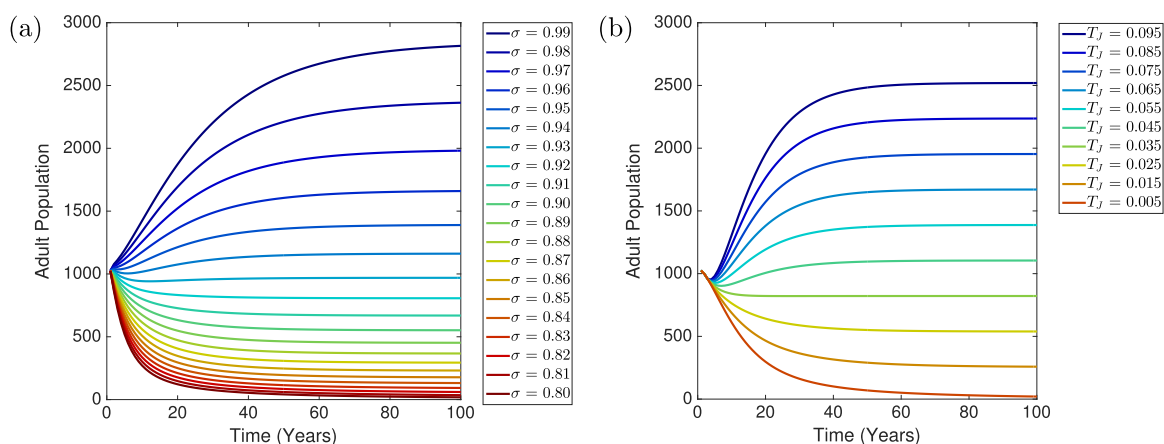 (a)
3000
2500
2000
1500
1000
500
0
Adult Population
0 20 40 60 80 100
Time (Years)
σ = 0.99
σ = 0.98
σ = 0.97
σ = 0.96
σ = 0.95
σ = 0.94
σ = 0.93
σ = 0.92
σ = 0.91
σ = 0.90
σ = 0.89
σ = 0.88
σ = 0.87
σ = 0.86
σ = 0.85
σ = 0.84
σ = 0.83
σ = 0.82
σ = 0.81
σ = 0.80
(b)
3000
2500
2000
1500
1000
500
0
Adult Population
0 20 40 60 80 100
Time (Years)
T_J = 0.095
T_J = 0.085
T_J = 0.075
T_J = 0.065
T_J = 0.055
T_J = 0.045
T_J = 0.035
T_J = 0.025
T_J = 0.015
T_J = 0.005